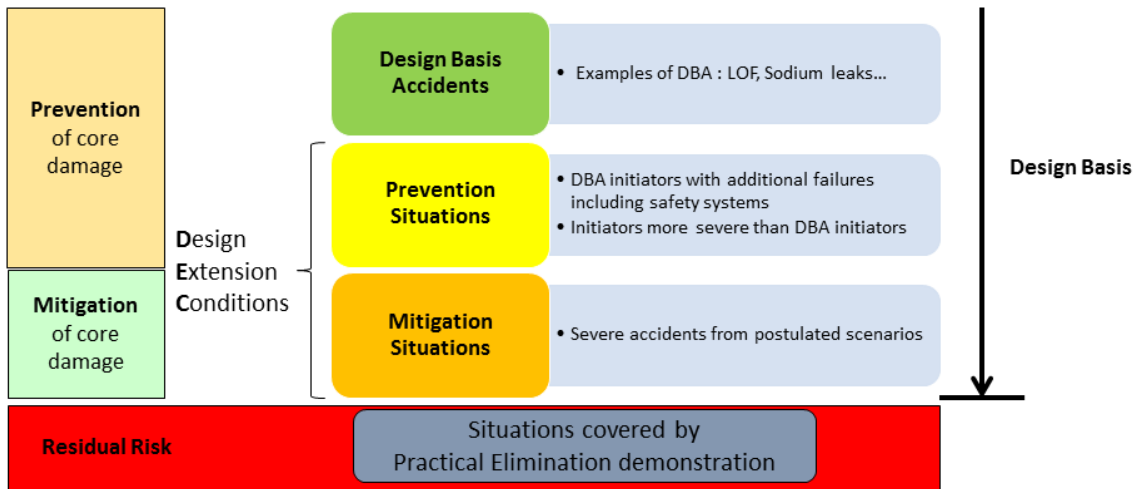 Prevention
of core
damage
Mitigation
of core
damage
Design
Extension
Conditions
Design Basis
Accidents
• Examples of DBA : LOF, Sodium leaks...
Prevention
Situations
• DBA initiators with additional failures
including safety systems
• Initiators more severe than DBA initiators
Mitigation
Situations
• Severe accidents from postulated scenarios
Design Basis
Residual Risk
Situations covered by
Practical Elimination demonstration